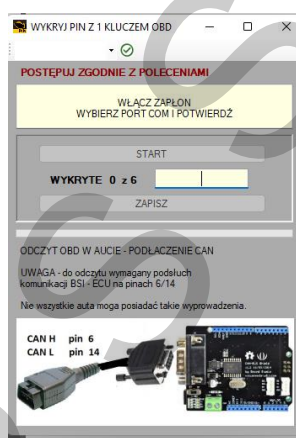 WYKRYJ PIN Z 1 KLUCZEM OBD
POSTĘPUJ ZGODNIE Z POLECENIAMI
WŁĄCZ ZAPŁON
WYBIERZ PORT COM I POTWIERDŹ
START
WYKRYTE 0 z 6
ZAPISZ
ODCZYT OBD W AUCIE - PODŁACZENIE CAN
UWAGA - do odczytu wymagany podsłuch
komunikacji BSI - ECU na pinach 6/14
Nie wszystkie auta moga posiadać takie wyprowadzenia.
CAN H pin 6
CAN L pin 14